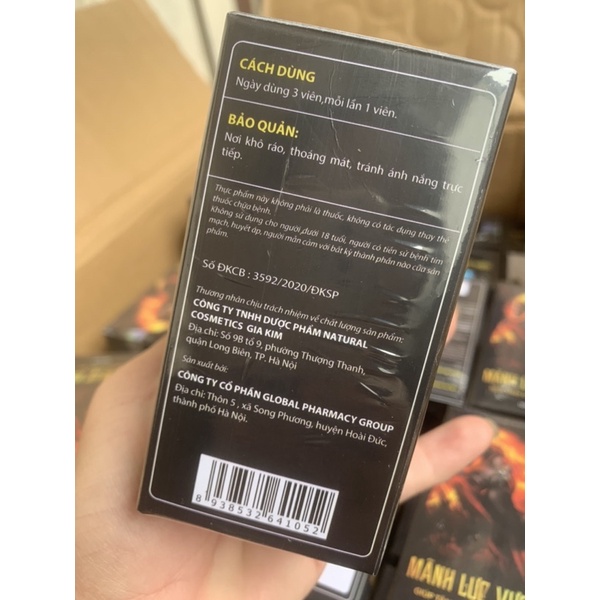 CÁCH DÙNG
Ngày dùng 3 viên,mỗi lần 1 viên.
BẢO QUẢN:
Nơi khô ráo, thoáng mát, tránh ánh nắng trực
tiếp.
Thực phẩm này không phải là thuốc, không có tác dụng thay thế
thuốc chữa bệnh.
Không sử dụng cho người,dưới 18 tuổi, người có tiền sử bệnh tim
mạch, huyết áp, người mẫn cảm với bất kỳ thành phần nào của sản
phẩm.
Số ĐKCB : 3592/2020/ĐKSP
Thương nhân chịu trách nhiệm về chất lượng sản phẩm:
CÔNG TY TNHH DƯỢC PHẨM NATURAL
COSMETICS GIA KIM
Địa chỉ: Số 98 tổ 9, phường Thượng Thanh,
quận Long Biên, TP. Hà Nội
Sản xuất bởi:
CÔNG TY CỔ PHẦN GLOBAL PHARMACY GROUP
Địa chỉ: Thôn 5 , xã Song Phương, huyện Hoài Đức,
thành phố Hà Nội.
8 938532 641052
MÃNH LỰC
MÃNH LỰC